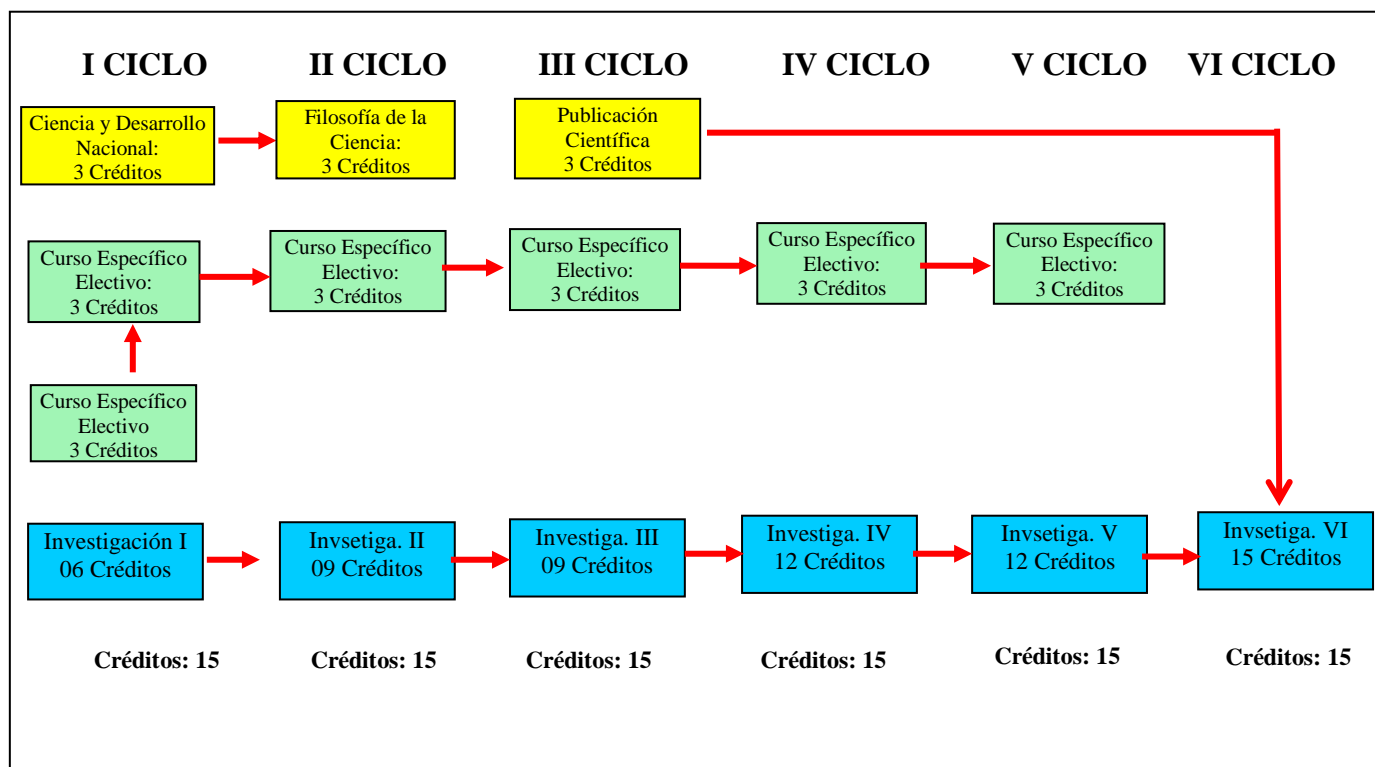 I CICLO
II CICLO
III CICLO
IV CICLO
V CICLO
VI CICLO
Ciencia y Desarrollo
Nacional:
3 Créditos
Filosofía de la
Ciencia:
3 Créditos
Publicación
Científica
3 Créditos
Curso Específico
Electivo:
3 Créditos
Curso Específico
Electivo:
3 Créditos
Curso Específico
Electivo:
3 Créditos
Curso Específico
Electivo:
3 Créditos
Curso Específico
Electivo:
3 Créditos
Curso Específico
Electivo
3 Créditos
Investigación I
06 Créditos
Invsetiga. II
09 Créditos
Investiga. III
09 Créditos
Investiga. IV
12 Créditos
Invsetiga. V
12 Créditos
Invsetiga. VI
15 Créditos
Créditos: 15
Créditos: 15
Créditos: 15
Créditos: 15
Créditos: 15
Créditos: 15